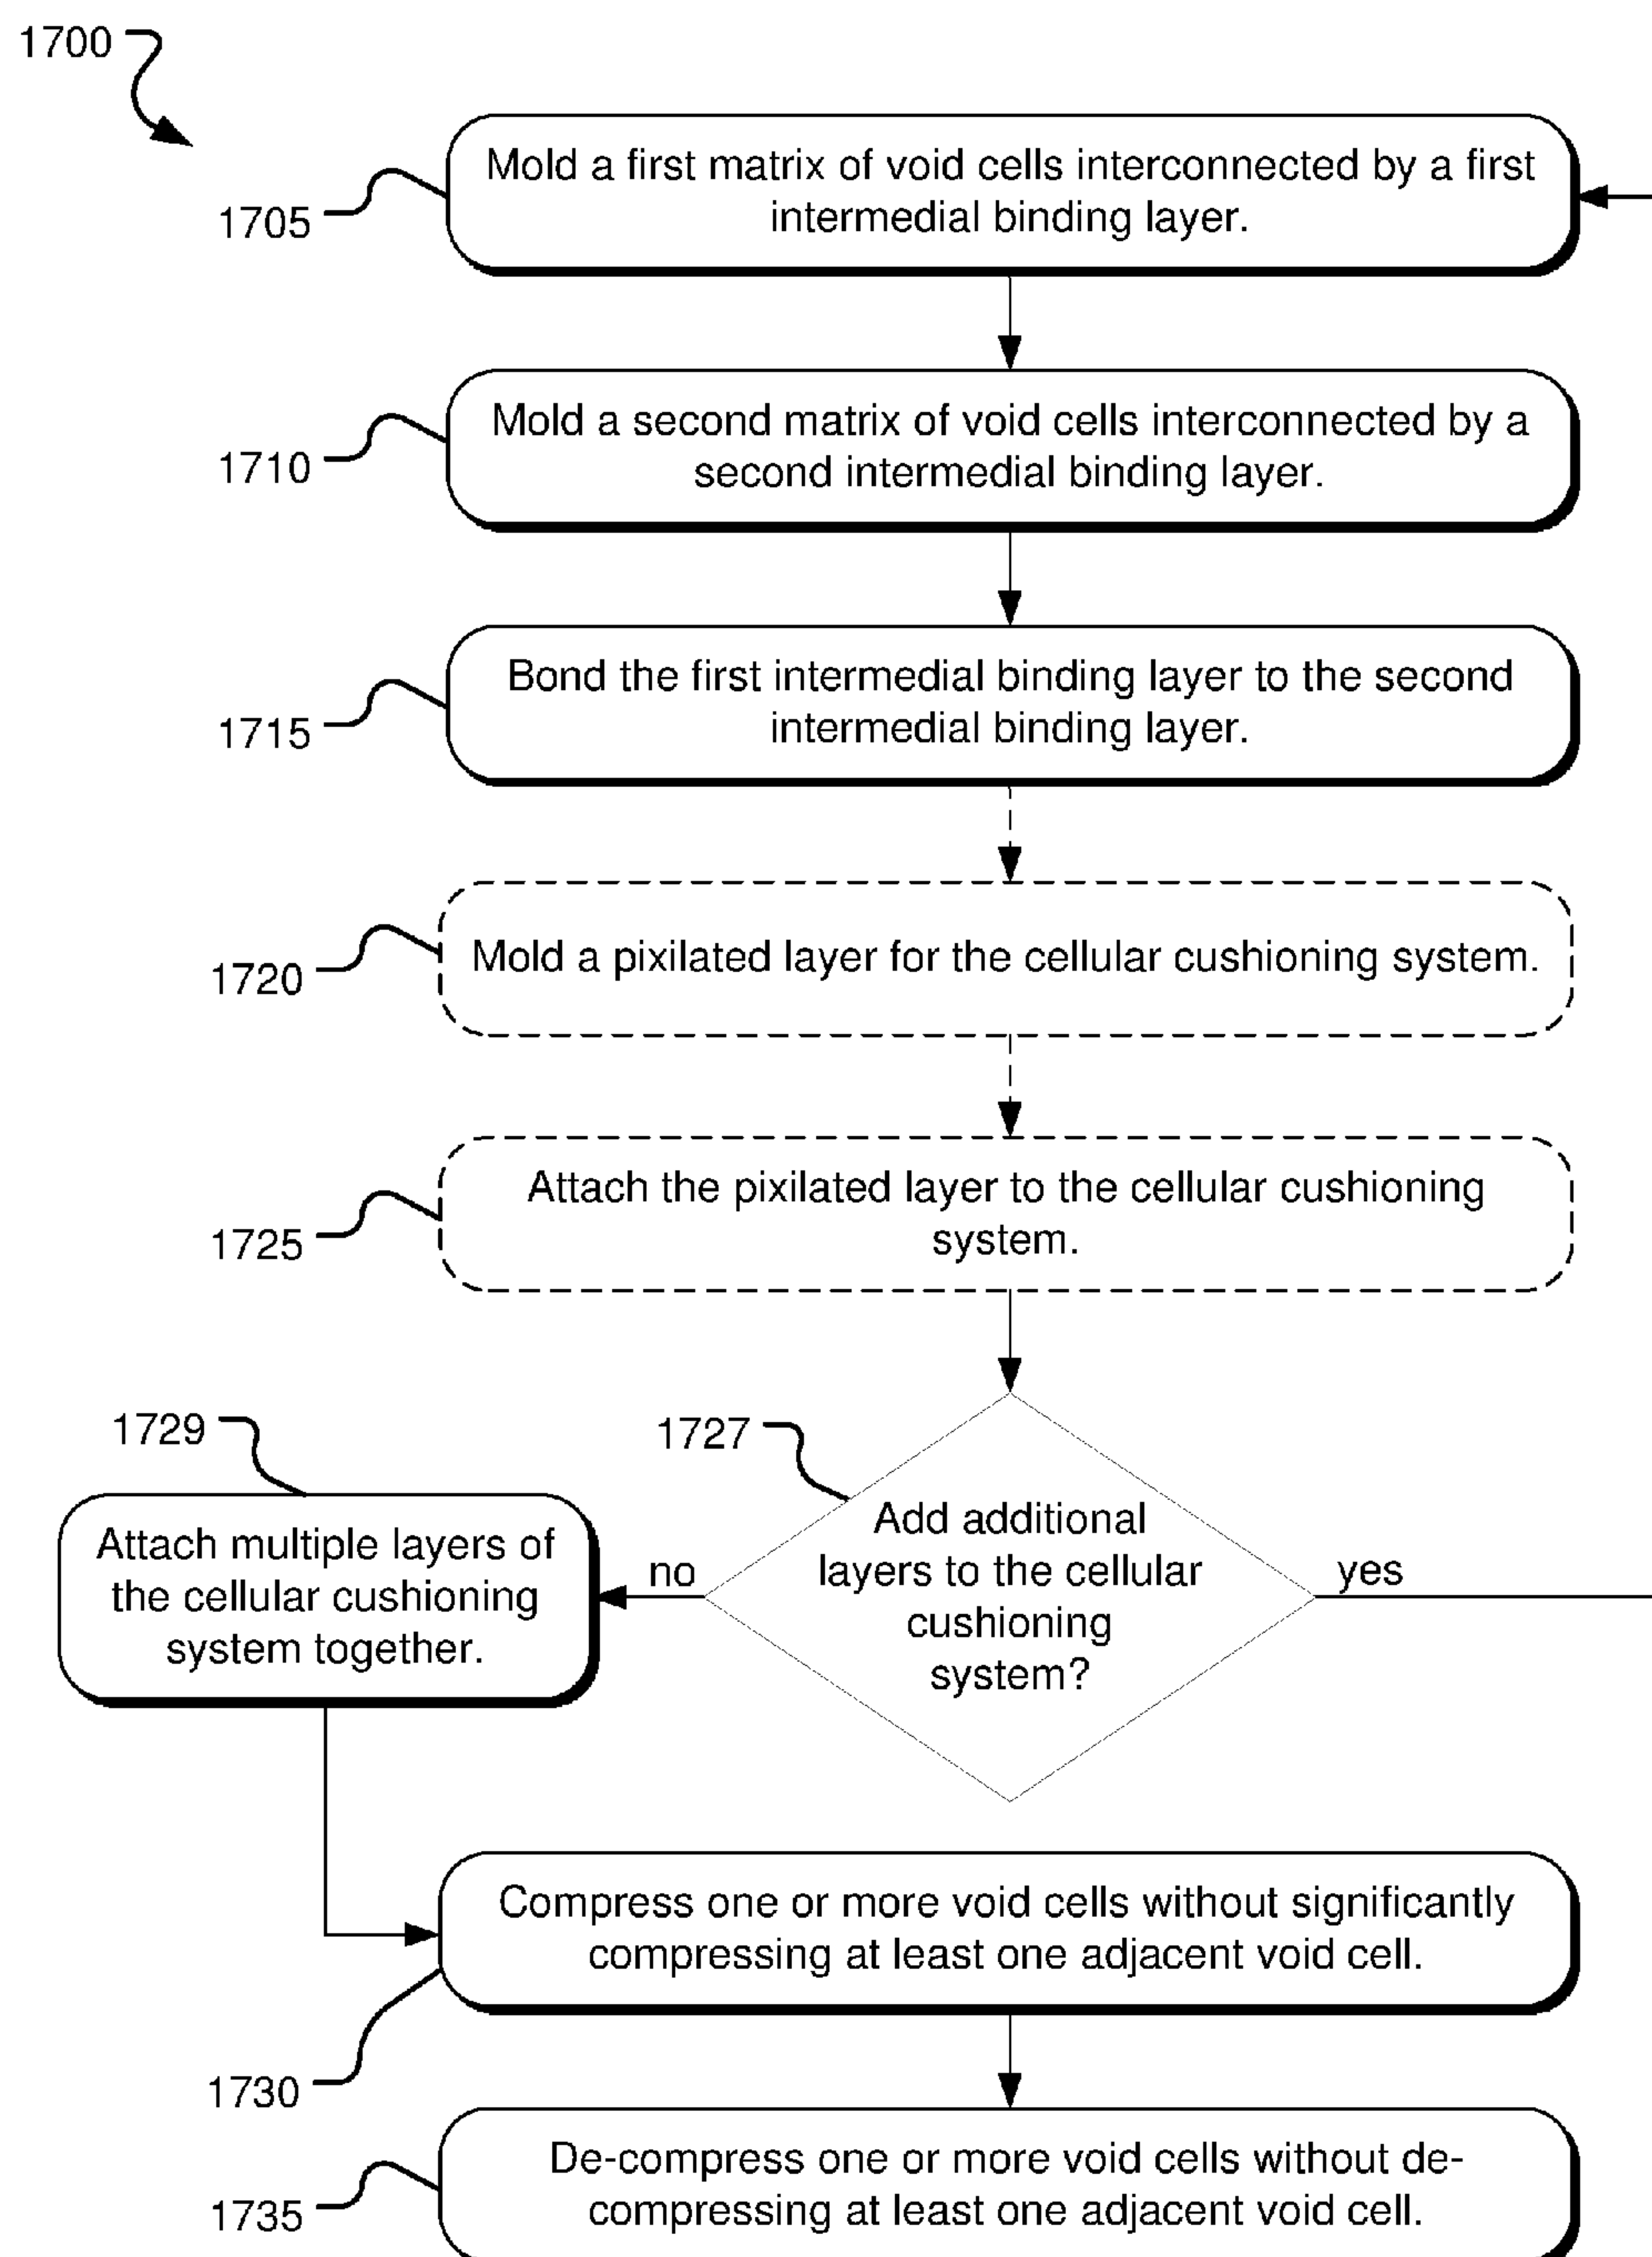 1700
Mold a first matrix of void cells interconnected by a first
intermedial binding layer.
1705
Mold a second matrix of void cells interconnected by a
second intermedial binding layer.
1710
Bond the first intermedial binding layer to the second
intermedial binding layer.
1715
Mold a pixilated layer for the cellular cushioning system.
1720
Attach the pixilated layer to the cellular cushioning
system.
1725
1729
1727
Attach multiple layers of
the cellular cushioning
system together.
no
Add additional
layers to the cellular
cushioning
system?
yes
Compress one or more void cells without significantly
compressing at least one adjacent void cell.
1730
De-compress one or more void cells without de-
compressing at least one adjacent void cell.
1735